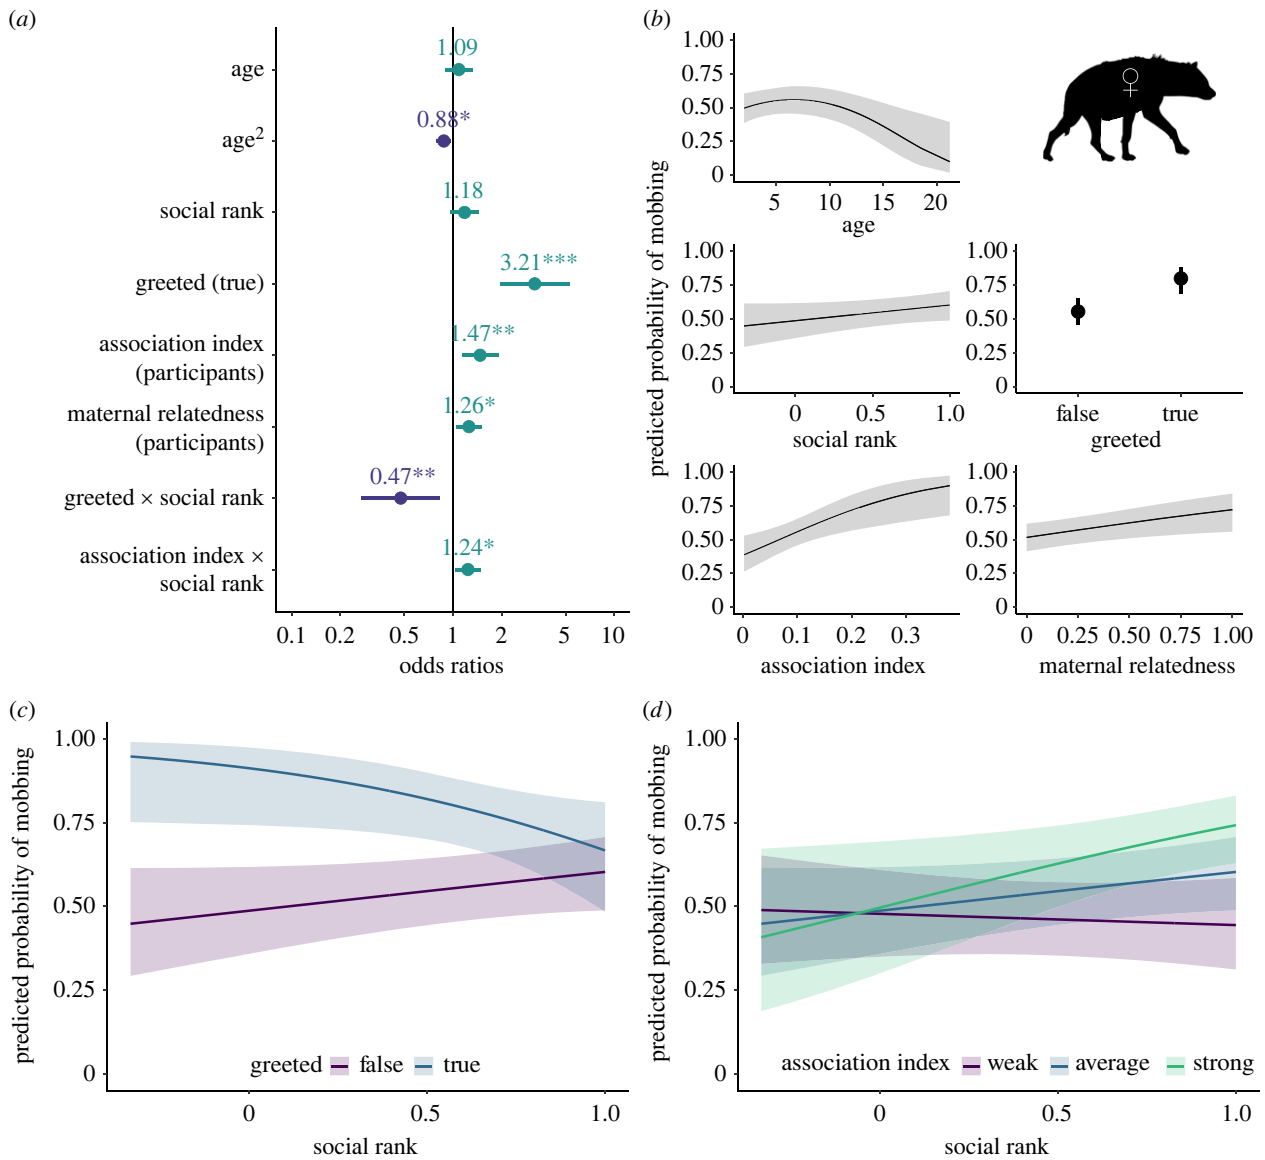 (a)
1.09
age
0.88*
age2
1.18
social rank
3.21***
greeted (true)
1.47**
association index
(participants)
1.26*
maternal relatedness
(participants)
0.47**
greeted × social rank
1.24*
association index ×
social rank
0.1 0.2 0.5 1 2 5 10
odds ratios
(b)
predicted probability of mobbing
1.00
0.75
0.50
0.25
0
5 10 15 20
age
♀
1.00
0.75
0.50
0.25
0
0 0.5 1.0
social rank
1.00
0.75
0.50
0.25
0
false true
greeted
1.00
0.75
0.50
0.25
0
0 0.1 0.2 0.3
association index
1.00
0.75
0.50
0.25
0
0 0.25 0.50 0.75 1.00
maternal relatedness
(c)
predicted probability of mobbing
1.00
0.75
0.50
0.25
0
greeted false true
0 0.5 1.0
social rank
(d)
predicted probability of mobbing
1.00
0.75
0.50
0.25
0
association index weak average strong
0 0.5 1.0
social rank